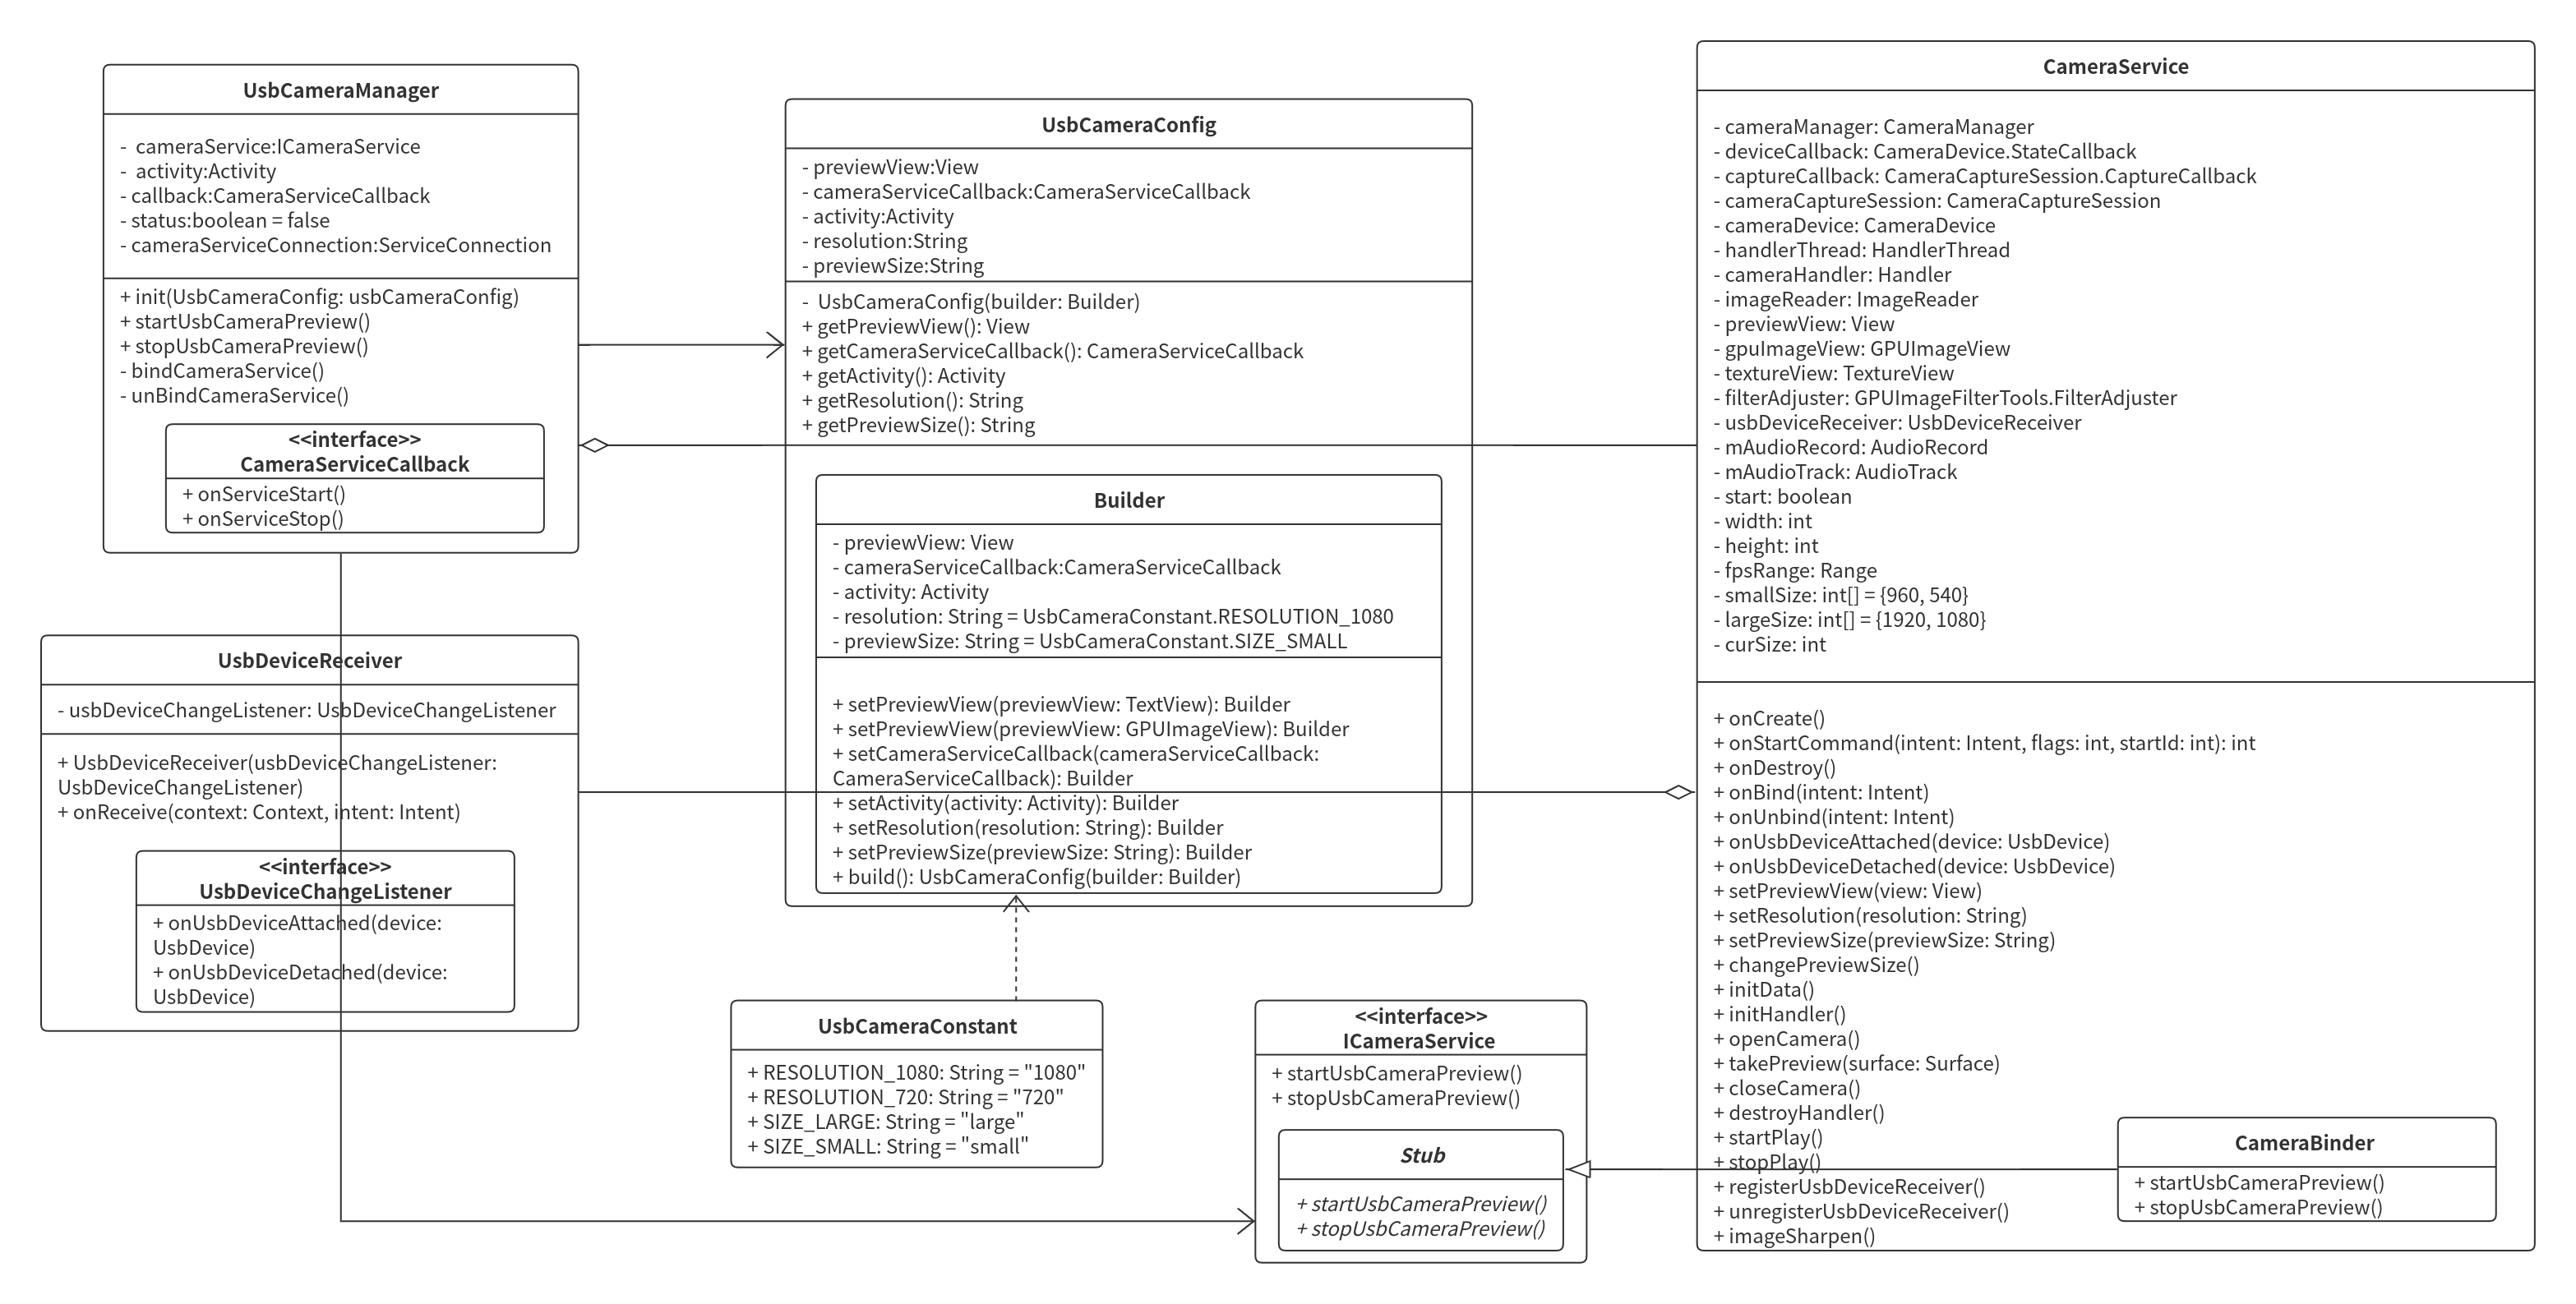 UsbCameraManager
-  cameraService:ICameraService
-  activity:Activity
- callback:CameraServiceCallback
- status:boolean = false
- cameraServiceConnection:ServiceConnection
+ init(UsbCameraConfig: usbCameraConfig)
+ startUsbCameraPreview()
+ stopUsbCameraPreview()
- bindCameraService()
- unBindCameraService()
<<interface>>
CameraServiceCallback
+ onServiceStart()
+ onServiceStop()
UsbDeviceReceiver
- usbDeviceChangeListener: UsbDeviceChangeListener
+ UsbDeviceReceiver(usbDeviceChangeListener:
UsbDeviceChangeListener)
+ onReceive(context: Context, intent: Intent)
<<interface>>
UsbDeviceChangeListener
+ onUsbDeviceAttached(device:
UsbDevice)
+ onUsbDeviceDetached(device:
UsbDevice)
UsbCameraConfig
- previewView:View
- cameraServiceCallback:CameraServiceCallback
- activity:Activity
- resolution:String
- previewSize:String
-  UsbCameraConfig(builder: Builder)
+ getPreviewView(): View
+ getCameraServiceCallback(): CameraServiceCallback
+ getActivity(): Activity
+ getResolution(): String
+ getPreviewSize(): String
Builder
- previewView: View
- cameraServiceCallback:CameraServiceCallback
- activity: Activity
- resolution: String = UsbCameraConstant.RESOLUTION_1080
- previewSize: String = UsbCameraConstant.SIZE_SMALL
+ setPreviewView(previewView: TextView): Builder
+ setPreviewView(previewView: GPUImageView): Builder
+ setCameraServiceCallback(cameraServiceCallback:
CameraServiceCallback): Builder
+ setActivity(activity: Activity): Builder
+ setResolution(resolution: String): Builder
+ setPreviewSize(previewSize: String): Builder
+ build(): UsbCameraConfig(builder: Builder)
UsbCameraConstant
+ RESOLUTION_1080: String = "1080"
+ RESOLUTION_720: String = "720"
+ SIZE_LARGE: String = "large"
+ SIZE_SMALL: String = "small"
<<interface>>
ICameraService
+ startUsbCameraPreview()
+ stopUsbCameraPreview()
Stub
+ startUsbCameraPreview()
+ stopUsbCameraPreview()
CameraService
- cameraManager: CameraManager
- deviceCallback: CameraDevice.StateCallback
- captureCallback: CameraCaptureSession.CaptureCallback
- cameraCaptureSession: CameraCaptureSession
- cameraDevice: CameraDevice
- handlerThread: HandlerThread
- cameraHandler: Handler
- imageReader: ImageReader
- previewView: View
- gpuImageView: GPUImageView
- textureView: TextureView
- filterAdjuster: GPUImageFilterTools.FilterAdjuster
- usbDeviceReceiver: UsbDeviceReceiver
- mAudioRecord: AudioRecord
- mAudioTrack: AudioTrack
- start: boolean
- width: int
- height: int
- fpsRange: Range
- smallSize: int[] = {960, 540}
- largeSize: int[] = {1920, 1080}
- curSize: int
+ onCreate()
+ onStartCommand(intent: Intent, flags: int, startId: int): int
+ onDestroy()
+ onBind(intent: Intent)
+ onUnbind(intent: Intent)
+ onUsbDeviceAttached(device: UsbDevice)
+ onUsbDeviceDetached(device: UsbDevice)
+ setPreviewView(view: View)
+ setResolution(resolution: String)
+ setPreviewSize(previewSize: String)
+ changePreviewSize()
+ initData()
+ initHandler()
+ openCamera()
+ takePreview(surface: Surface)
+ closeCamera()
+ destroyHandler()
+ startPlay()
+ stopPlay()
+ registerUsbDeviceReceiver()
+ unregisterUsbDeviceReceiver()
+ imageSharpen()
CameraBinder
+ startUsbCameraPreview()
+ stopUsbCameraPreview()